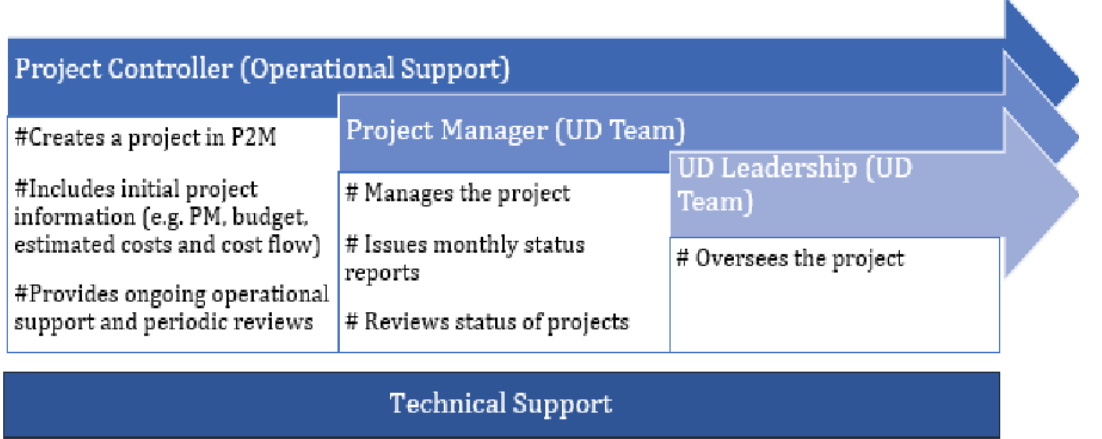 Project Controller (Operational Support)
#Creates a project in P2M
#Includes initial project
information (e.g. PM, budget,
estimated costs and cost flow)
#Provides ongoing operational
support and periodic reviews
Project Manager (UD Team)
# Manages the project
# Issues monthly status
reports
# Reviews status of projects
UD Leadership (UD
Team)
# Oversees the project
Technical Support